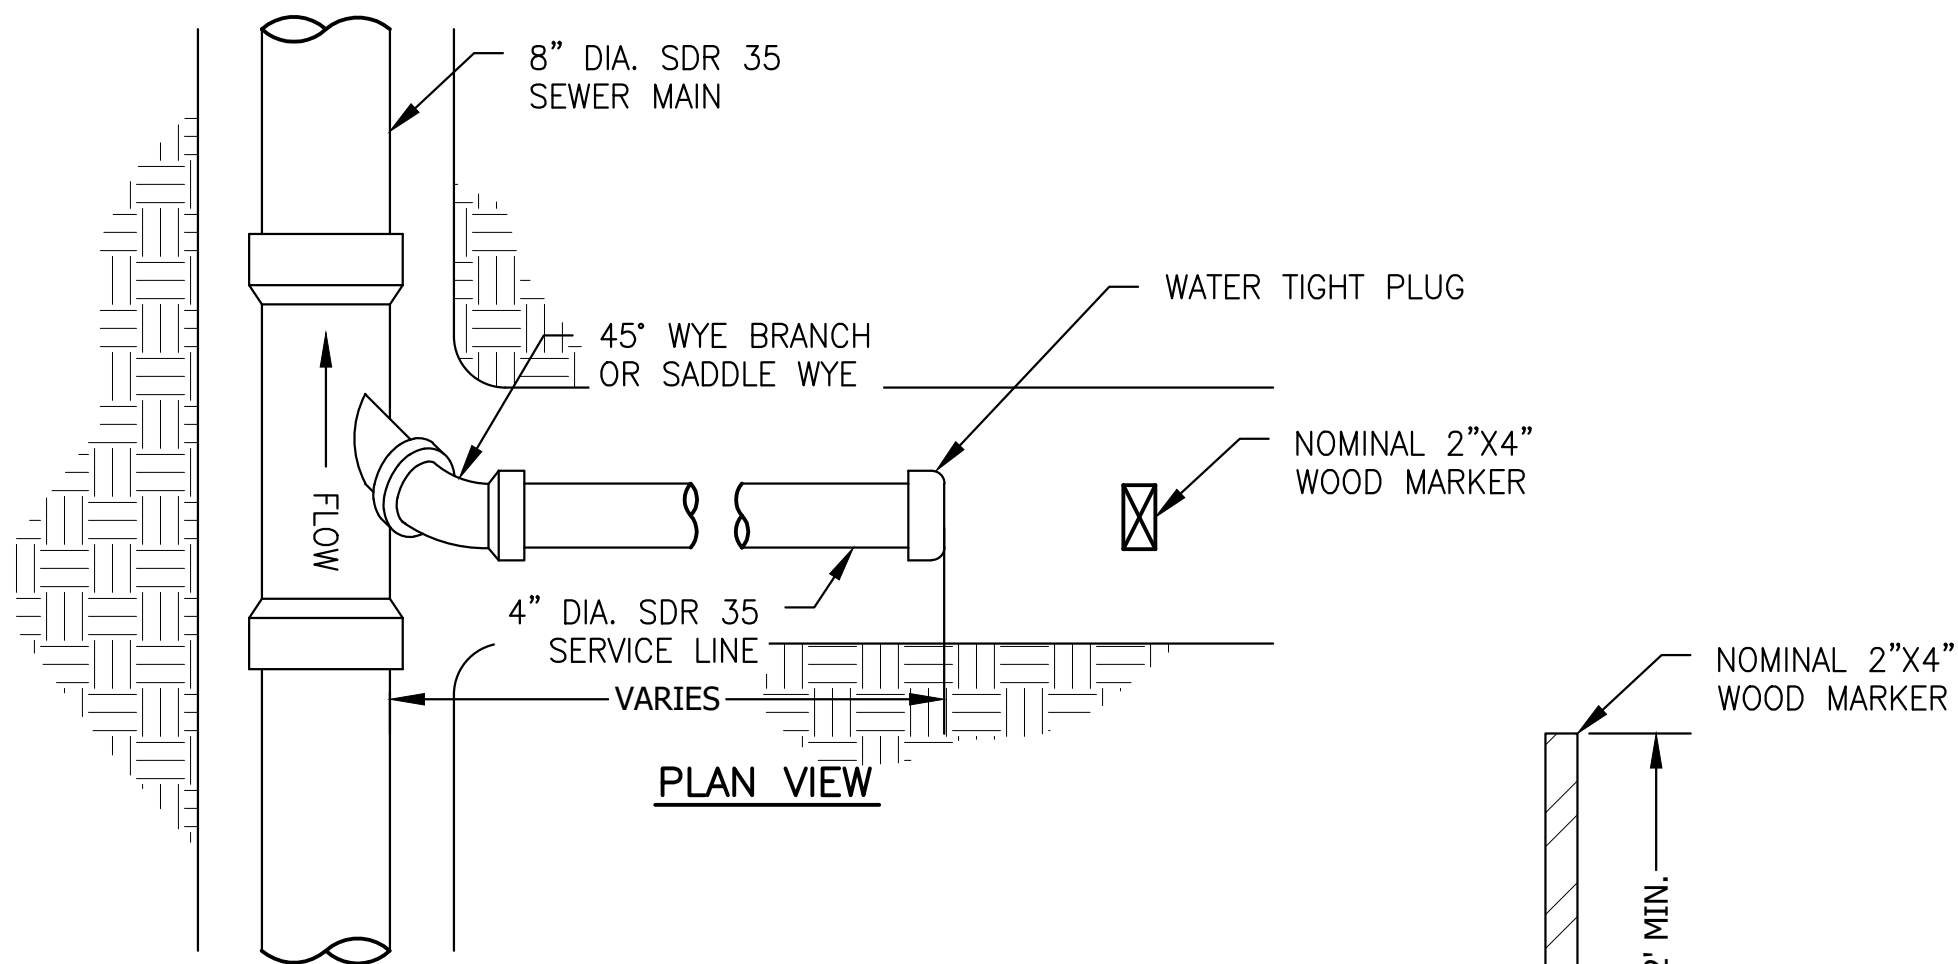 8" DIA. SDR 35
SEWER MAIN
WATER TIGHT PLUG
45° WYE BRANCH
OR SADDLE WYE
NOMINAL 2"X4"
WOOD MARKER
FLOW
4" DIA. SDR 35
SERVICE LINE
VARIES
PLAN VIEW
NOMINAL 2"X4"
WOOD MARKER
MIN.